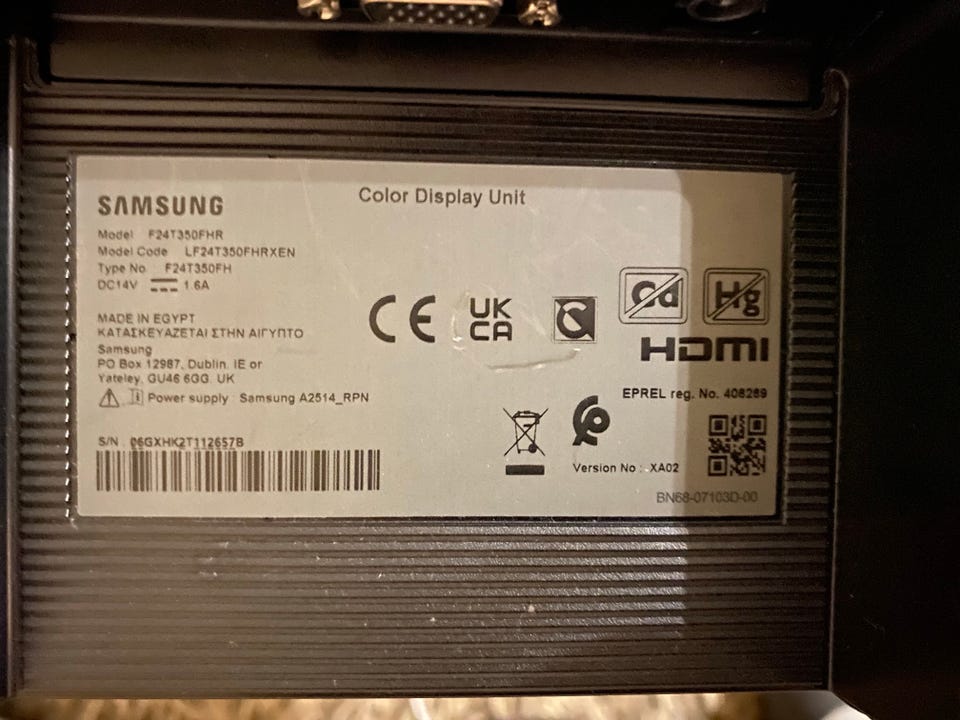 SAMSUNG
Color Display Unit
Model F24T350FHR
Model Code LF24T350FHRXEN
Type No F24T350FH
DC14V 1.6A
MADE IN EGYPT
ΚΑΤΑΣΚΕΥΑΖΕΤΑΙ ΣΤΗΝ ΑΙΓΥΠΤΟ
Samsung
PO Box 12987, Dublin. IE or
Yateley, GU46 6GG. UK
Power supply : Samsung A2514_RPN
S/N : 06GXHK2T112657B
CE
UK
CA
Cd
Hg
HDMI
EPREL reg. No. 408289
Version No : XA02
BN68-07103D-00